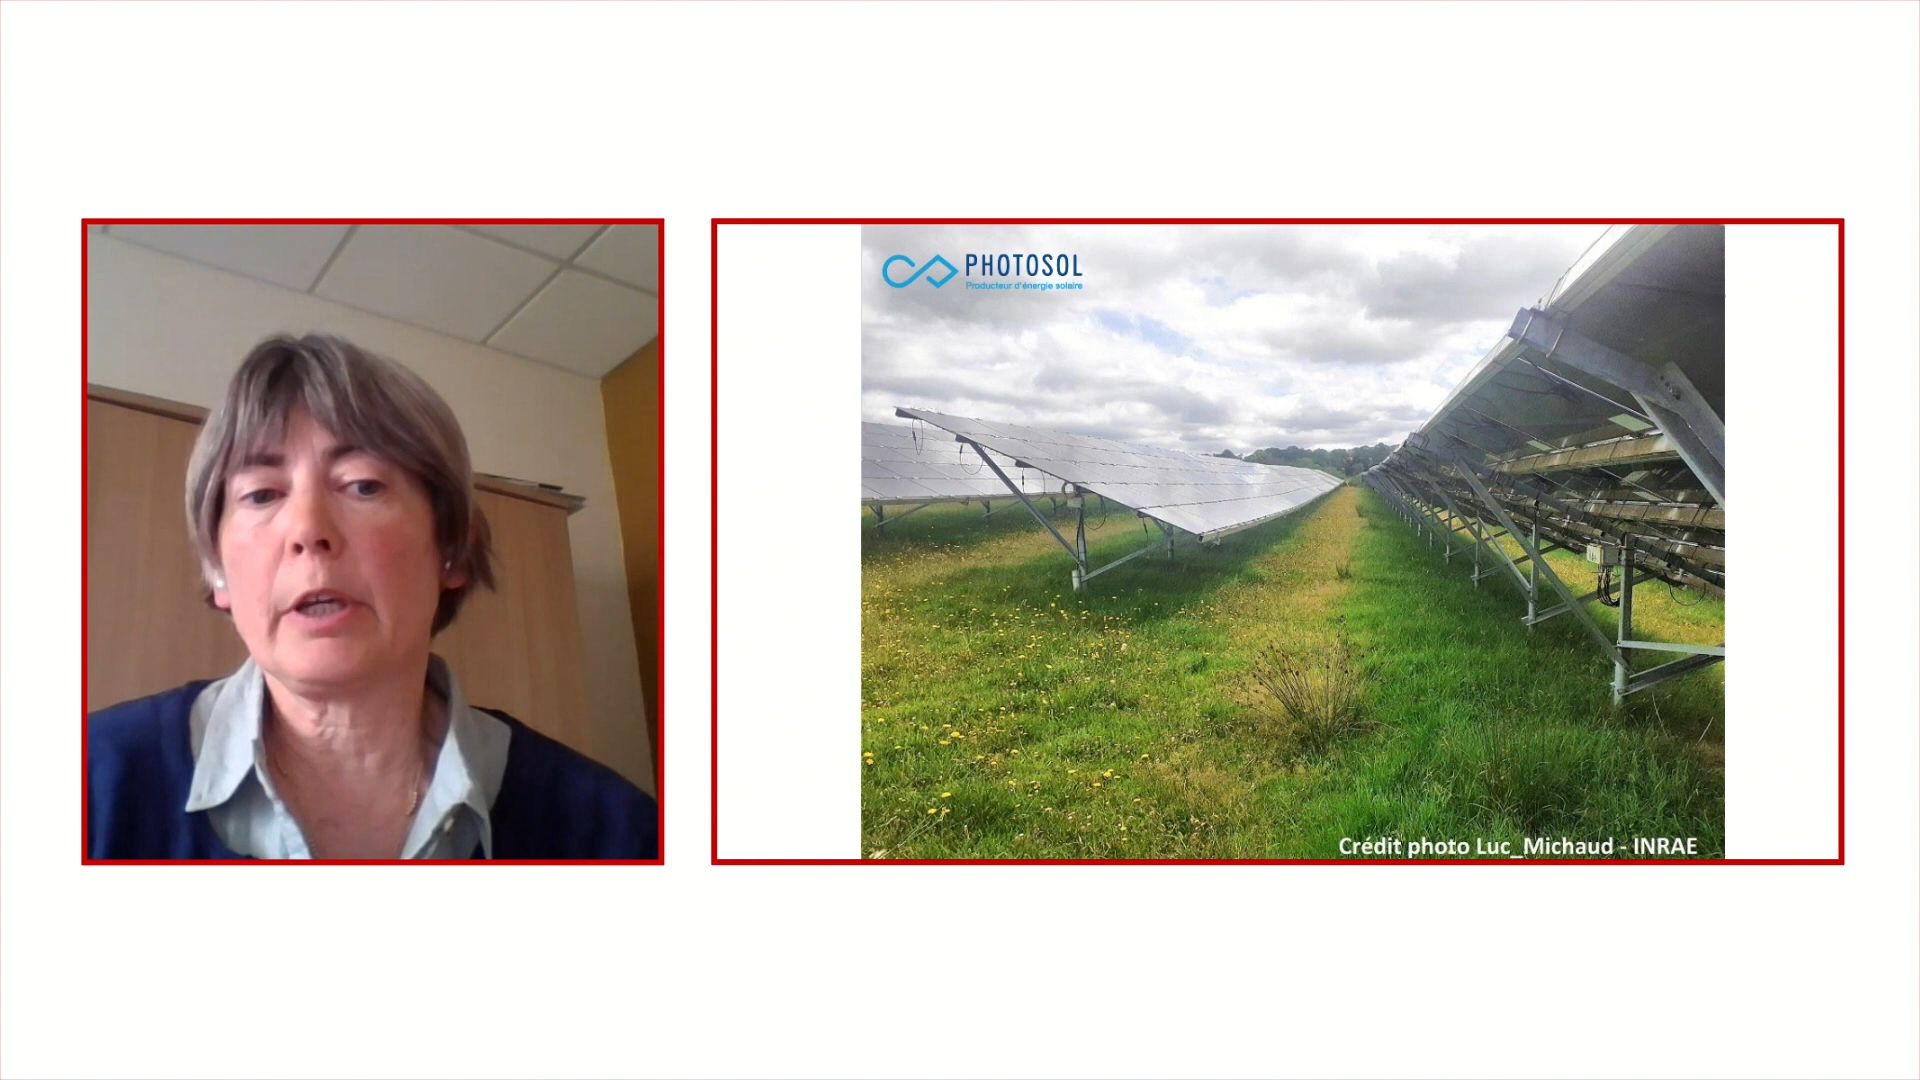 PHOTOSOL
Producteur d'énergie solaire
Crédit photo Luc_Michaud - INRAE